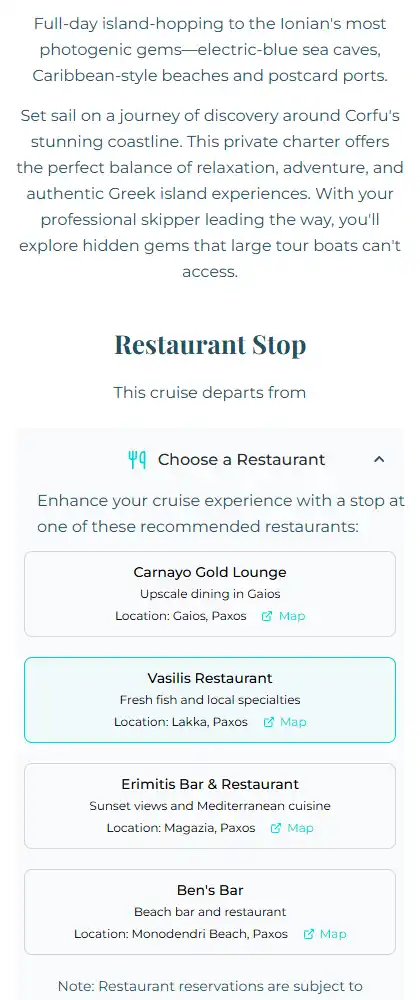 Full-day island-hopping to the Ionian's most
photogenic gems—electric-blue sea caves,
Caribbean-style beaches and postcard ports.
Set sail on a journey of discovery around Corfu's
stunning coastline. This private charter offers
the perfect balance of relaxation, adventure, and
authentic Greek island experiences. With your
professional skipper leading the way, you'll
explore hidden gems that large tour boats can't
access.
Restaurant Stop
This cruise departs from
Choose a Restaurant
Enhance your cruise experience with a stop at
one of these recommended restaurants:
Carnayo Gold Lounge
Upscale dining in Gaios
Location: Gaios, Paxos Map
Vasilis Restaurant
Fresh fish and local specialties
Location: Lakka, Paxos Map
Erimitis Bar & Restaurant
Sunset views and Mediterranean cuisine
Location: Magazia, Paxos Map
Ben's Bar
Beach bar and restaurant
Location: Monodendri Beach, Paxos Map
Note: Restaurant reservations are subject to